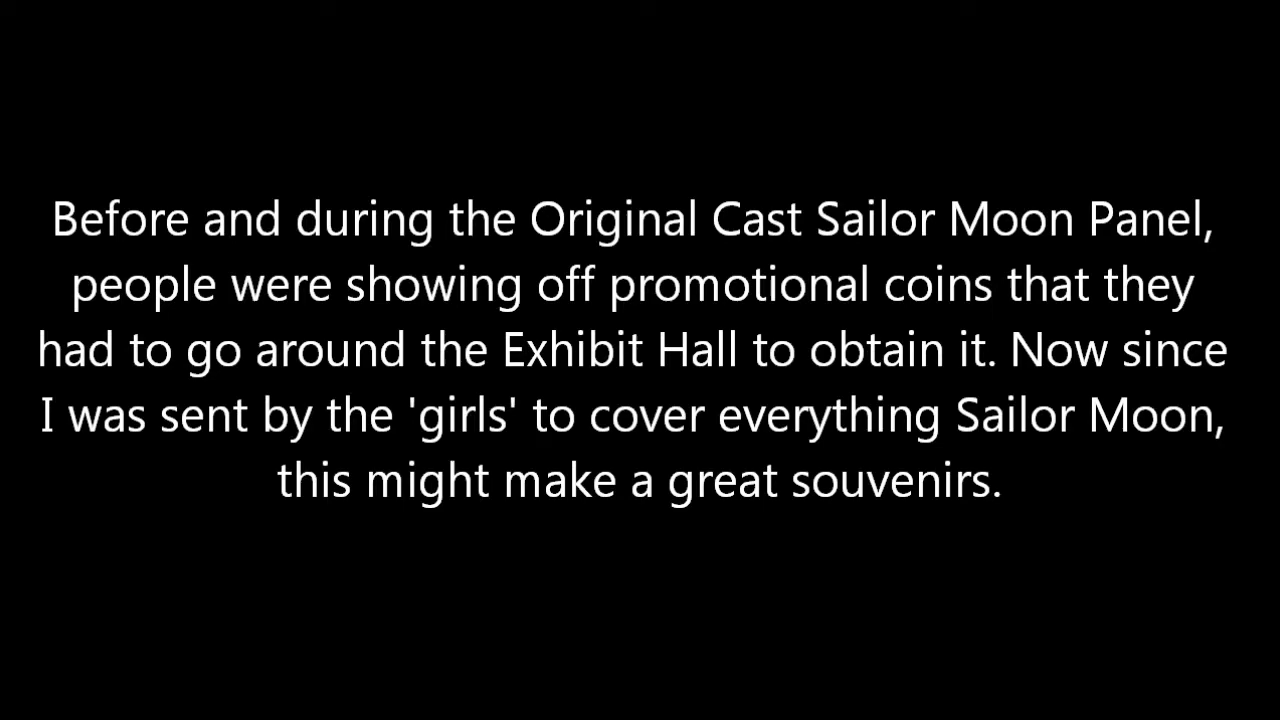 Before and during the Original Cast Sailor Moon Panel,
people were showing off promotional coins that they
had to go around the Exhibit Hall to obtain it. Now since
I was sent by the 'girls' to cover everything Sailor Moon,
this might make a great souvenirs.